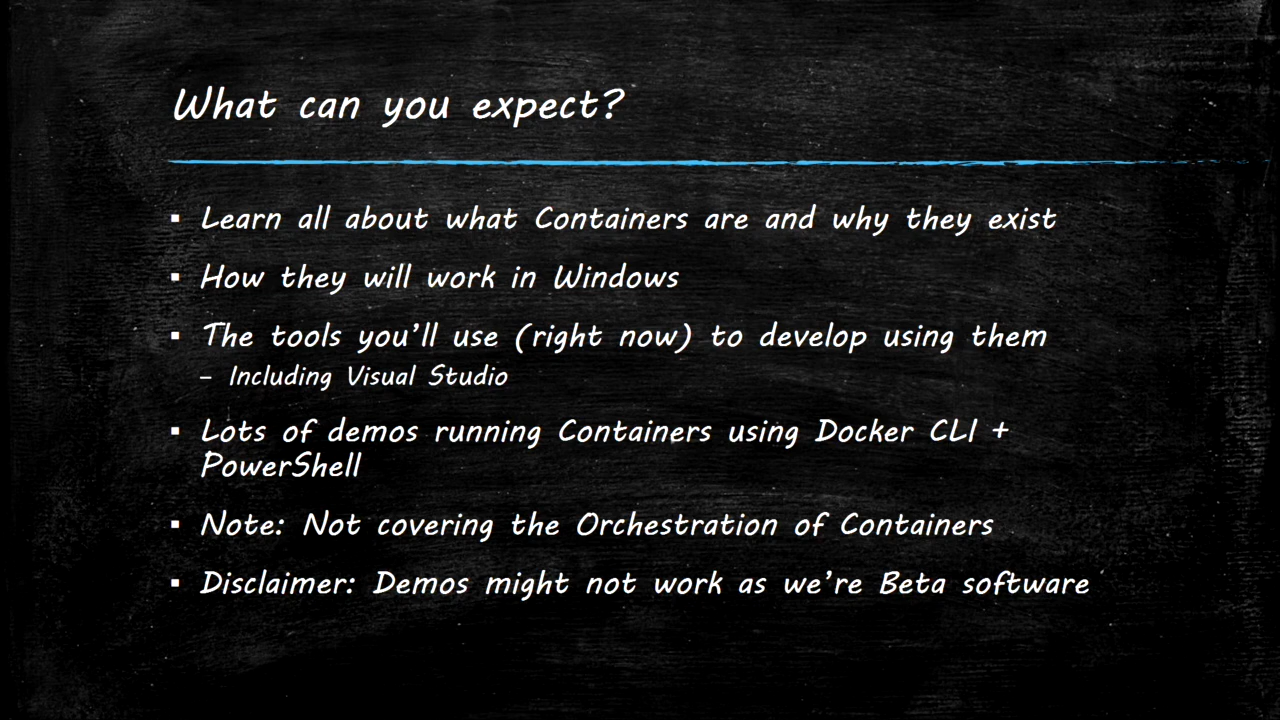 What can you expect?
▪ Learn all about what Containers are and why they exist
▪ How they will work in Windows
▪ The tools you’ll use (right now) to develop using them
– Including Visual Studio
▪ Lots of demos running Containers using Docker CLI +
PowerShell
▪ Note: Not covering the Orchestration of Containers
▪ Disclaimer: Demos might not work as we’re Beta software